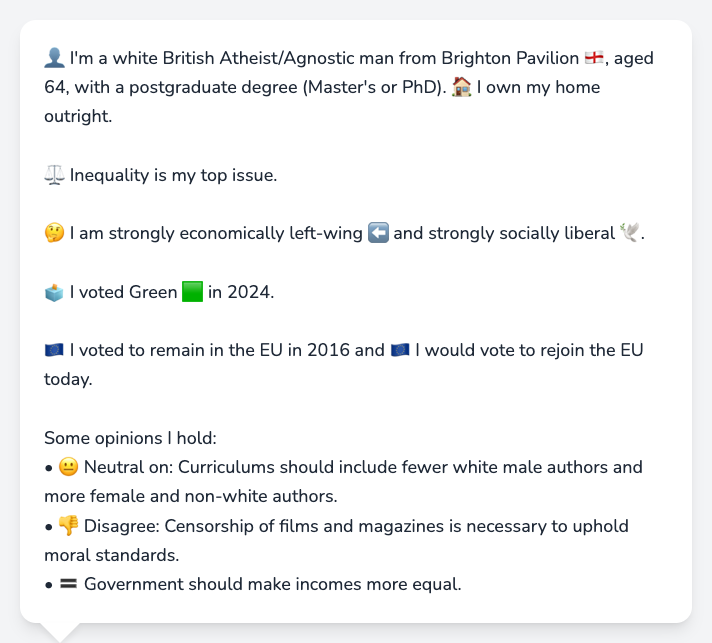 👤 I'm a white British Atheist/Agnostic man from Brighton Pavilion 🏴󠁧󠁢󠁥󠁮󠁧󠁿, aged
64, with a postgraduate degree (Master's or PhD). 🏠 I own my home
outright.
⚖️ Inequality is my top issue.
🤔 I am strongly economically left-wing ⬅️ and strongly socially liberal 🕊️.
🗳️ I voted Green 🟩 in 2024.
🇪🇺 I voted to remain in the EU in 2016 and 🇪🇺 I would vote to rejoin the EU
today.
Some opinions I hold:
• 😐 Neutral on: Curriculums should include fewer white male authors and
more female and non-white authors.
• 👎 Disagree: Censorship of films and magazines is necessary to uphold
moral standards.
• 🟰 Government should make incomes more equal.